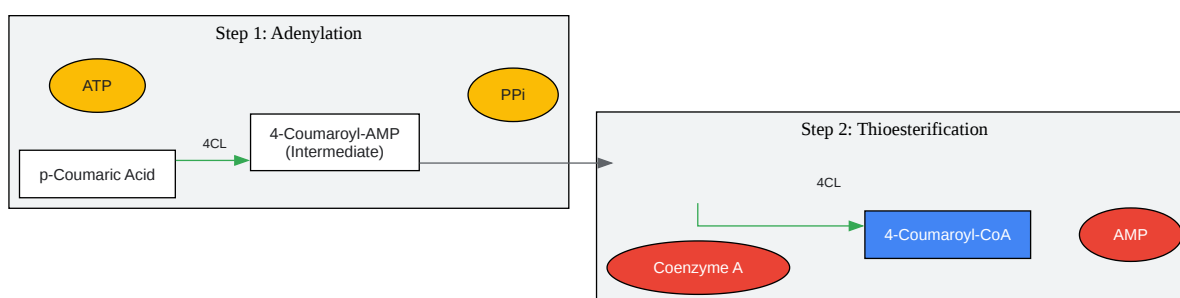 Step 1: Adenylation
ATP
PPi
4CL
4-Coumaroyl-AMP
(Intermediate)
p-Coumaric Acid
Step 2: Thioesterification
4CL
4-Coumaroyl-CoA
AMP
Coenzyme A